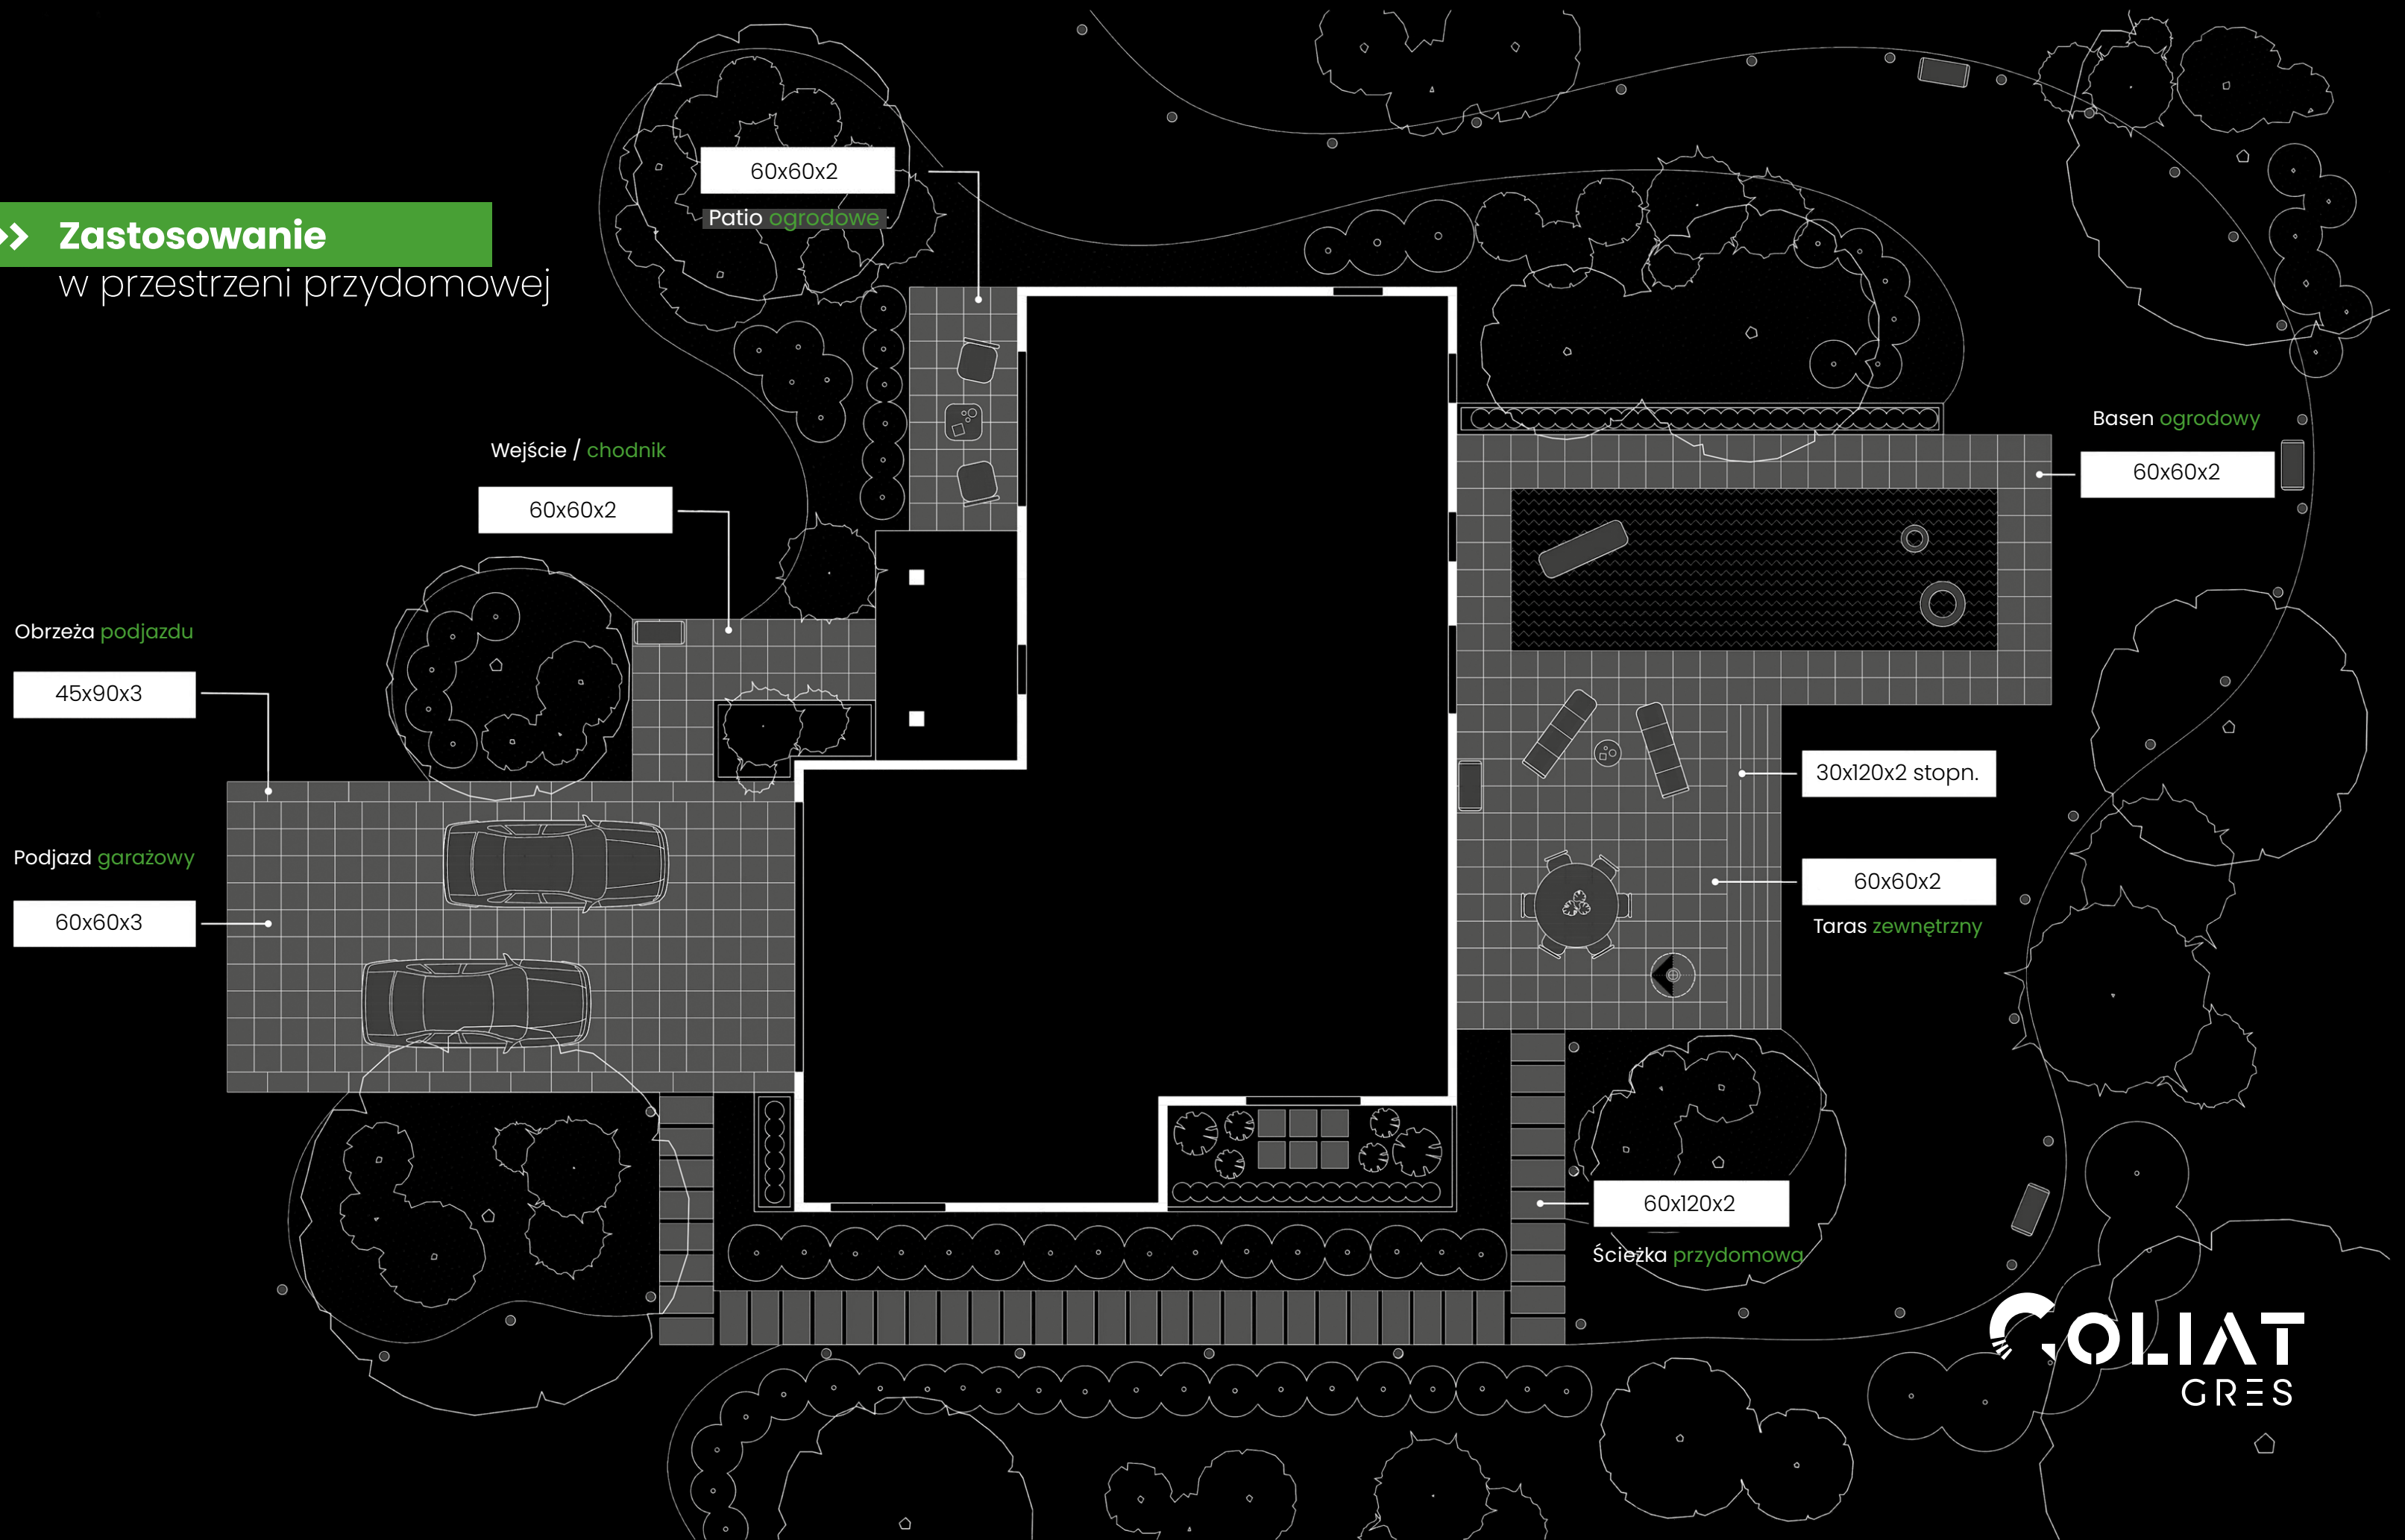 Zastosowanie
w przestrzeni przydomowej
60x60x2
Patio ogrodowe
Wejście / chodnik
60x60x2
Obrzeża podjazdu
45x90x3
Podjazd garażowy
60x60x3
Basen ogrodowy
60x60x2
30x120x2 stopn.
60x60x2
Taras zewnętrzny
60x120x2
Ścieżka przydomowa
GOLIAT
GRES